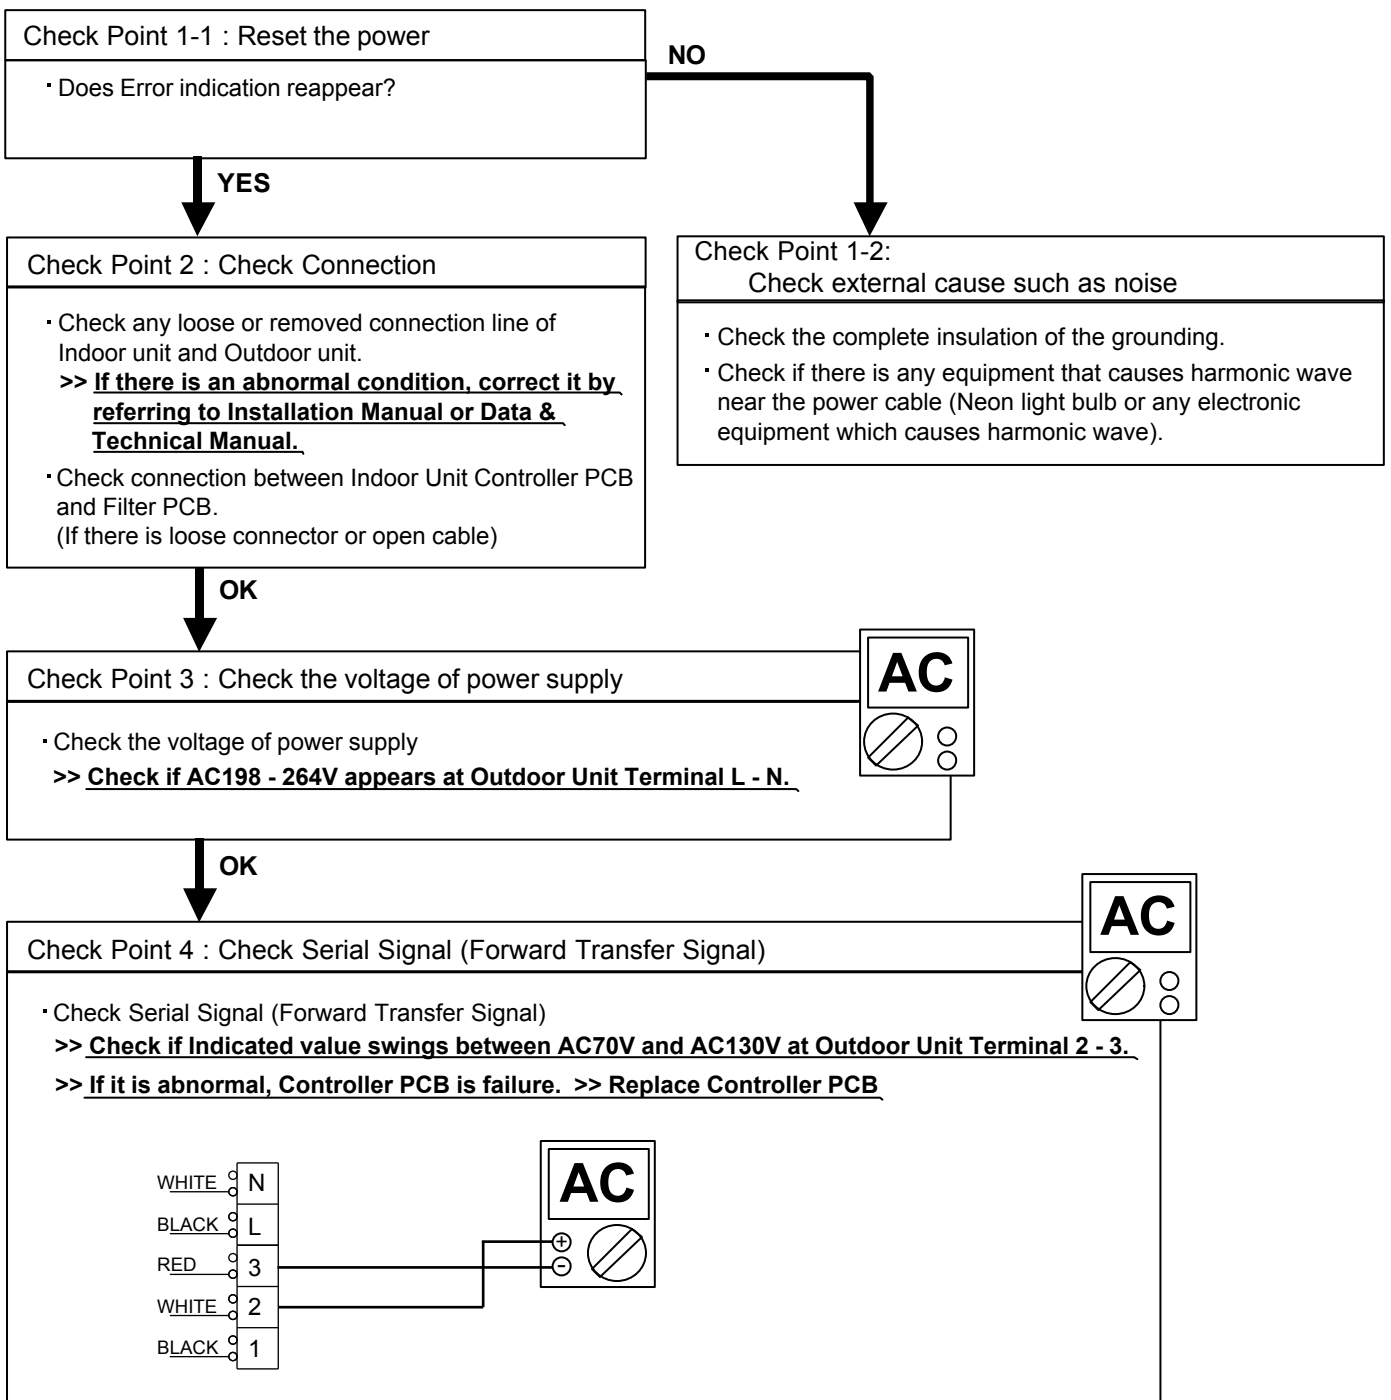 Check Point 1-1 : Reset the power
· Does Error indication reappear?
NO
YES
Check Point 2 : Check Connection
· Check any loose or removed connection line of
Indoor unit and Outdoor unit.
>> If there is an abnormal condition, correct it by
referring to Installation Manual or Data &
Technical Manual.
· Check connection between Indoor Unit Controller PCB
and Filter PCB.
(If there is loose connector or open cable)
Check Point 1-2:
Check external cause such as noise
· Check the complete insulation of the grounding.
· Check if there is any equipment that causes harmonic wave
near the power cable (Neon light bulb or any electronic
equipment which causes harmonic wave).
OK
Check Point 3 : Check the voltage of power supply
AC
· Check the voltage of power supply
>> Check if AC198 - 264V appears at Outdoor Unit Terminal L - N.
OK
Check Point 4 : Check Serial Signal (Forward Transfer Signal)
AC
· Check Serial Signal (Forward Transfer Signal)
>> Check if Indicated value swings between AC70V and AC130V at Outdoor Unit Terminal 2 - 3.
>> If it is abnormal, Controller PCB is failure. >> Replace Controller PCB
AC
+
-
WHITE N
BLACK L
RED 3
WHITE 2
BLACK 1